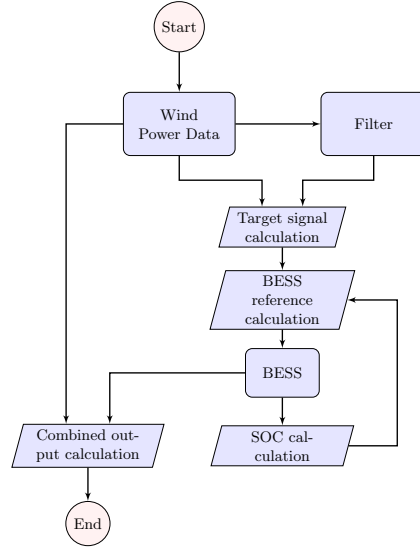 Start
Wind
Power Data
Filter
Target signal
calculation
BESS
reference
calculation
BESS
Combined out-
put calculation
SOC cal-
culation
End